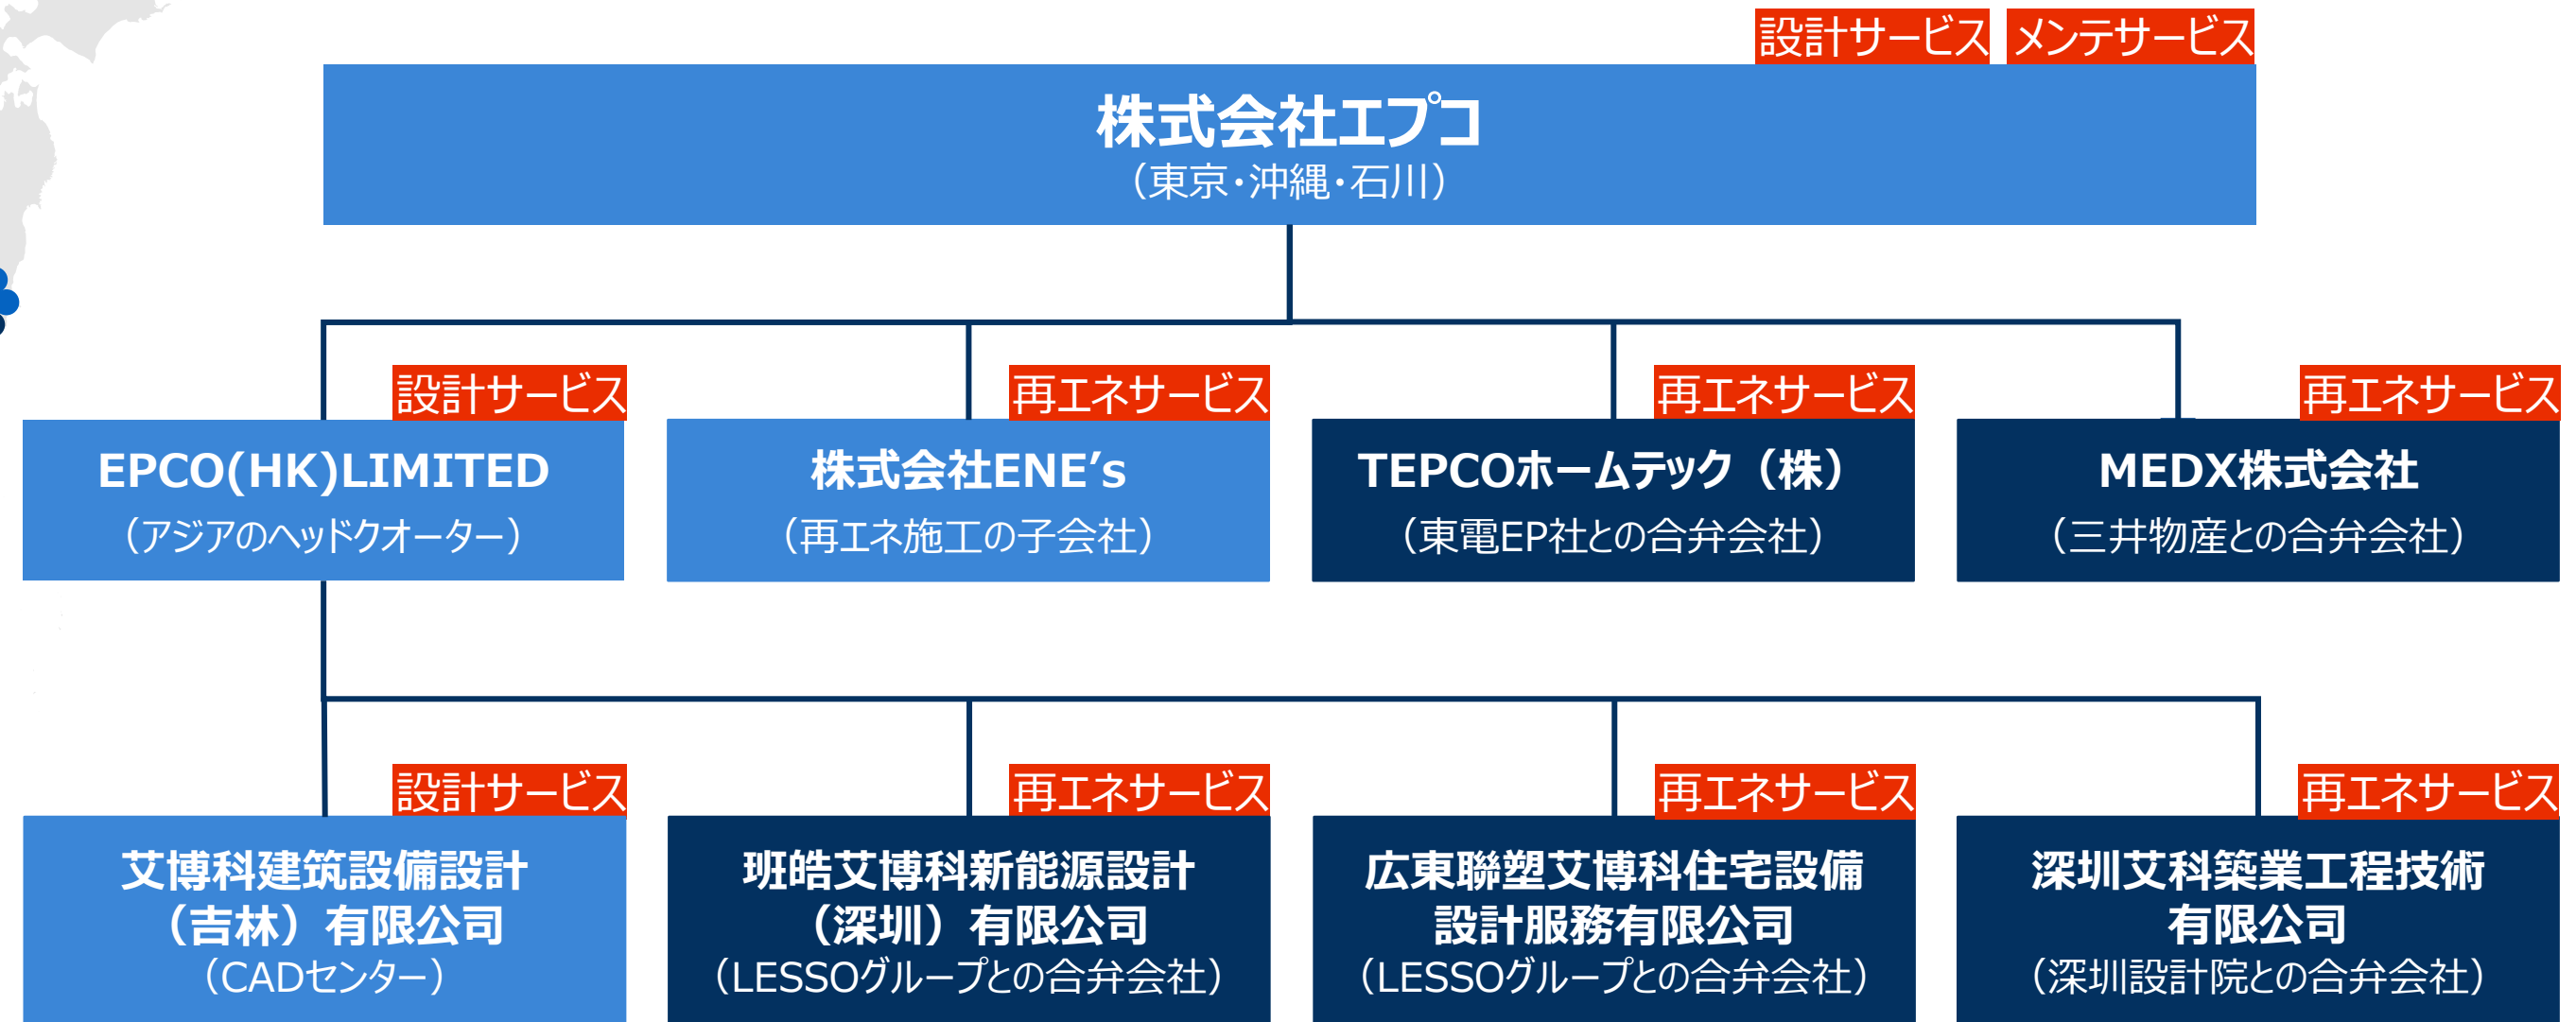 設計サービス メンテサービス
株式会社エプコ
（東京・沖縄・石川）
設計サービス
EPCO(HK)LIMITED
（アジアのヘッドクオーター）
再エネサービス
株式会社ENE’s
（再エネ施工の子会社）
再エネサービス
TEPCOホームテック（株）
（東電EP社との合弁会社）
再エネサービス
MEDX株式会社
（三井物産との合弁会社）
設計サービス
艾博科建筑設備設計
（吉林）有限公司
（CADセンター）
再エネサービス
班皓艾博科新能源設計
（深圳）有限公司
（LESSOグループとの合弁会社）
再エネサービス
広東聯塑艾博科住宅設備
設計服務有限公司
（LESSOグループとの合弁会社）
再エネサービス
深圳艾科築業工程技術
有限公司
（深圳設計院との合弁会社）